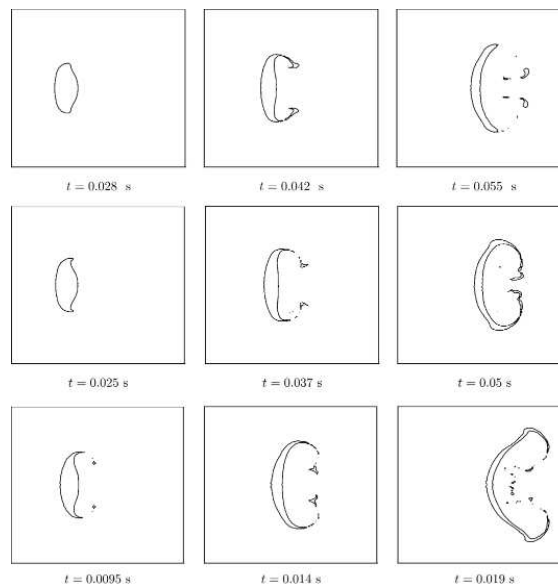 t = 0.028 s
t = 0.042 s
t = 0.055 s
t = 0.025 s
t = 0.037 s
t = 0.05 s
t = 0.0095 s
t = 0.014 s
t = 0.019 s